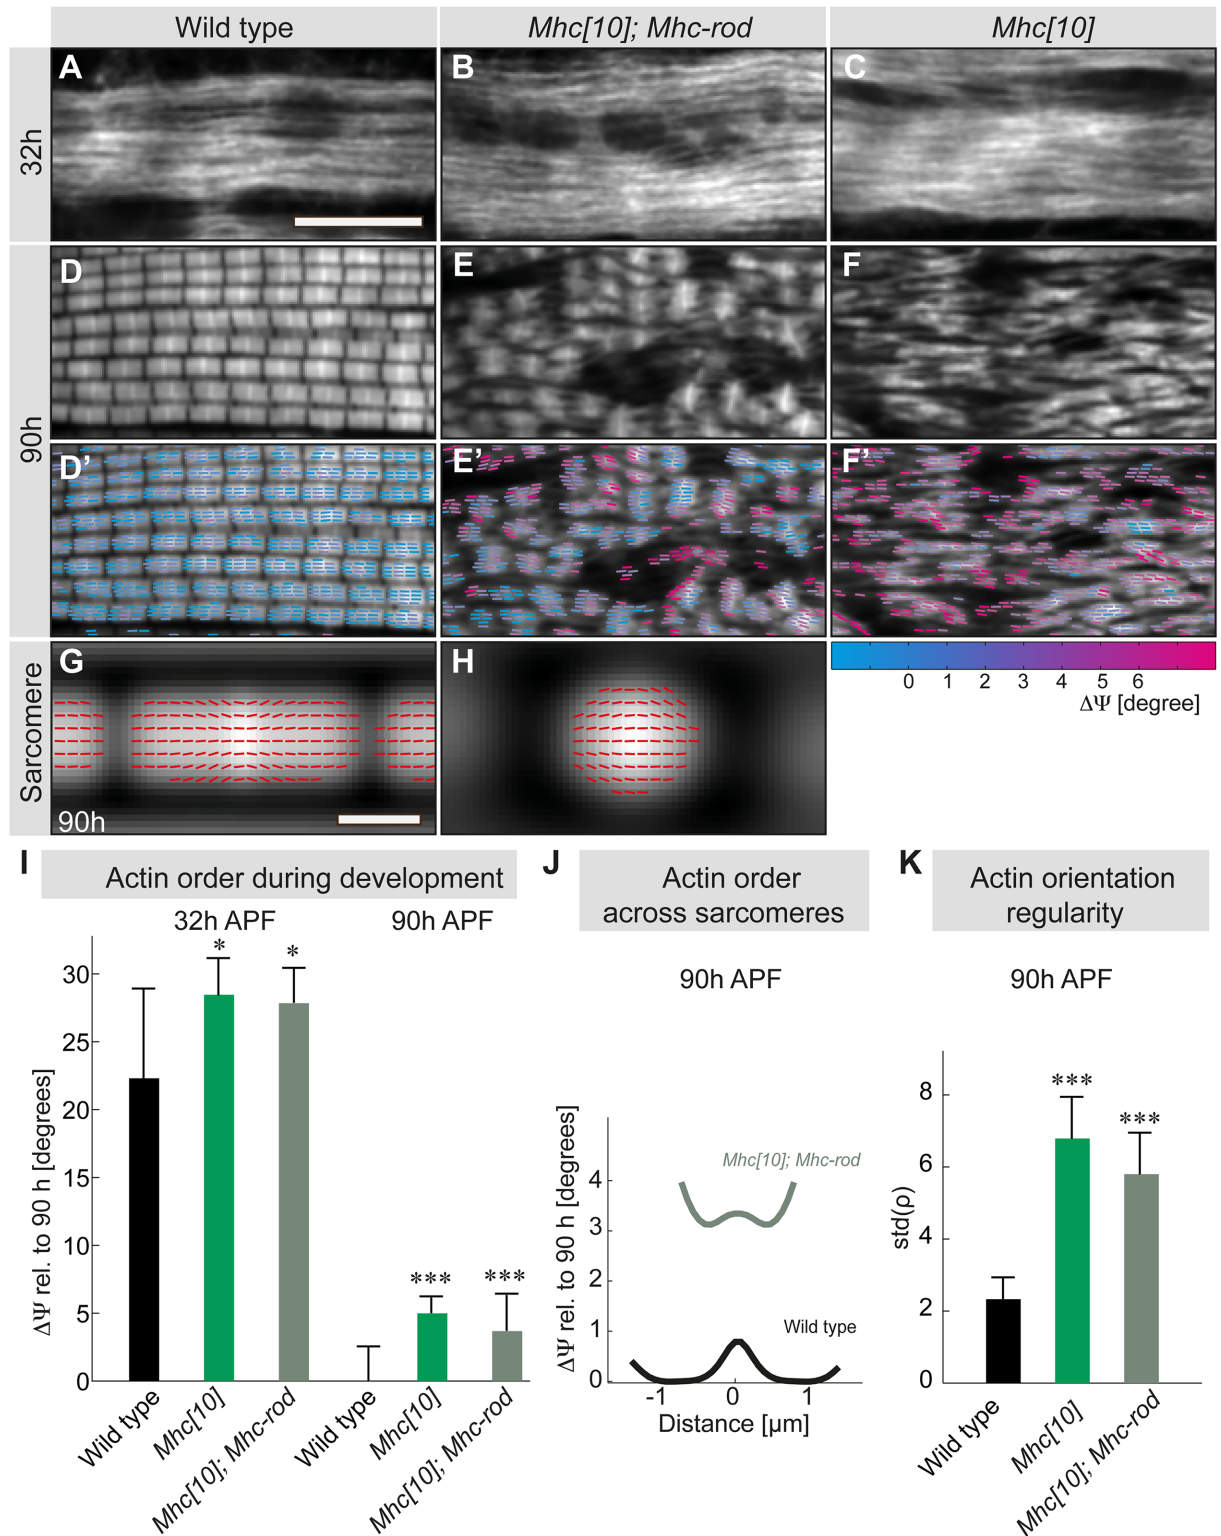 Wild type
Mhc[10]; Mhc-rod
Mhc[10]
32h
A
B
C
90h
D
E
F
D’
E’
F’
Sarcomere
G
H
90h
0 1 2 3 4 5 6
ΔΨ [degree]
I
Actin order during development
32h APF
90h APF
ΔΨ rel. to 90 h [degrees]
30
25
20
15
10
5
0
*
*
***
***
Wild type
Mhc[10]
Mhc[10]; Mhc-rod
Wild type
Mhc[10]
Mhc[10]; Mhc-rod
J
Actin order
across sarcomeres
90h APF
ΔΨ rel. to 90 h [degrees]
4
3
2
1
0
Mhc[10]; Mhc-rod
Wild type
-1 0 1
Distance [µm]
K
Actin orientation
regularity
90h APF
std(ρ)
8
6
4
2
0
***
***
Wild type
Mhc[10]
Mhc[10]; Mhc-rod